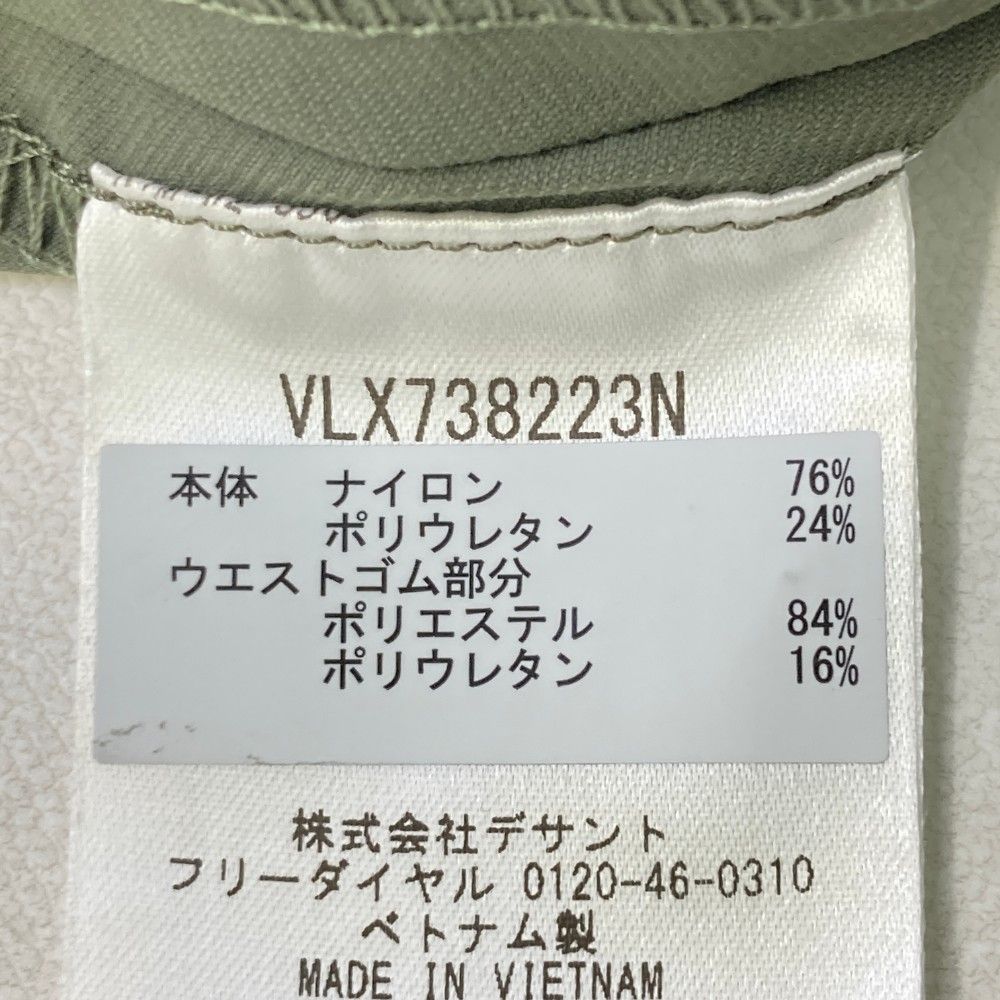 VLX738223N
本体 ナイロン 76%
ポリウレタン 24%
ウエストゴム部分
ポリエステル 84%
ポリウレタン 16%
株式会社デサント
フリーダイヤル 0120-46-0310
ベトナム製
MADE IN VIETNAM